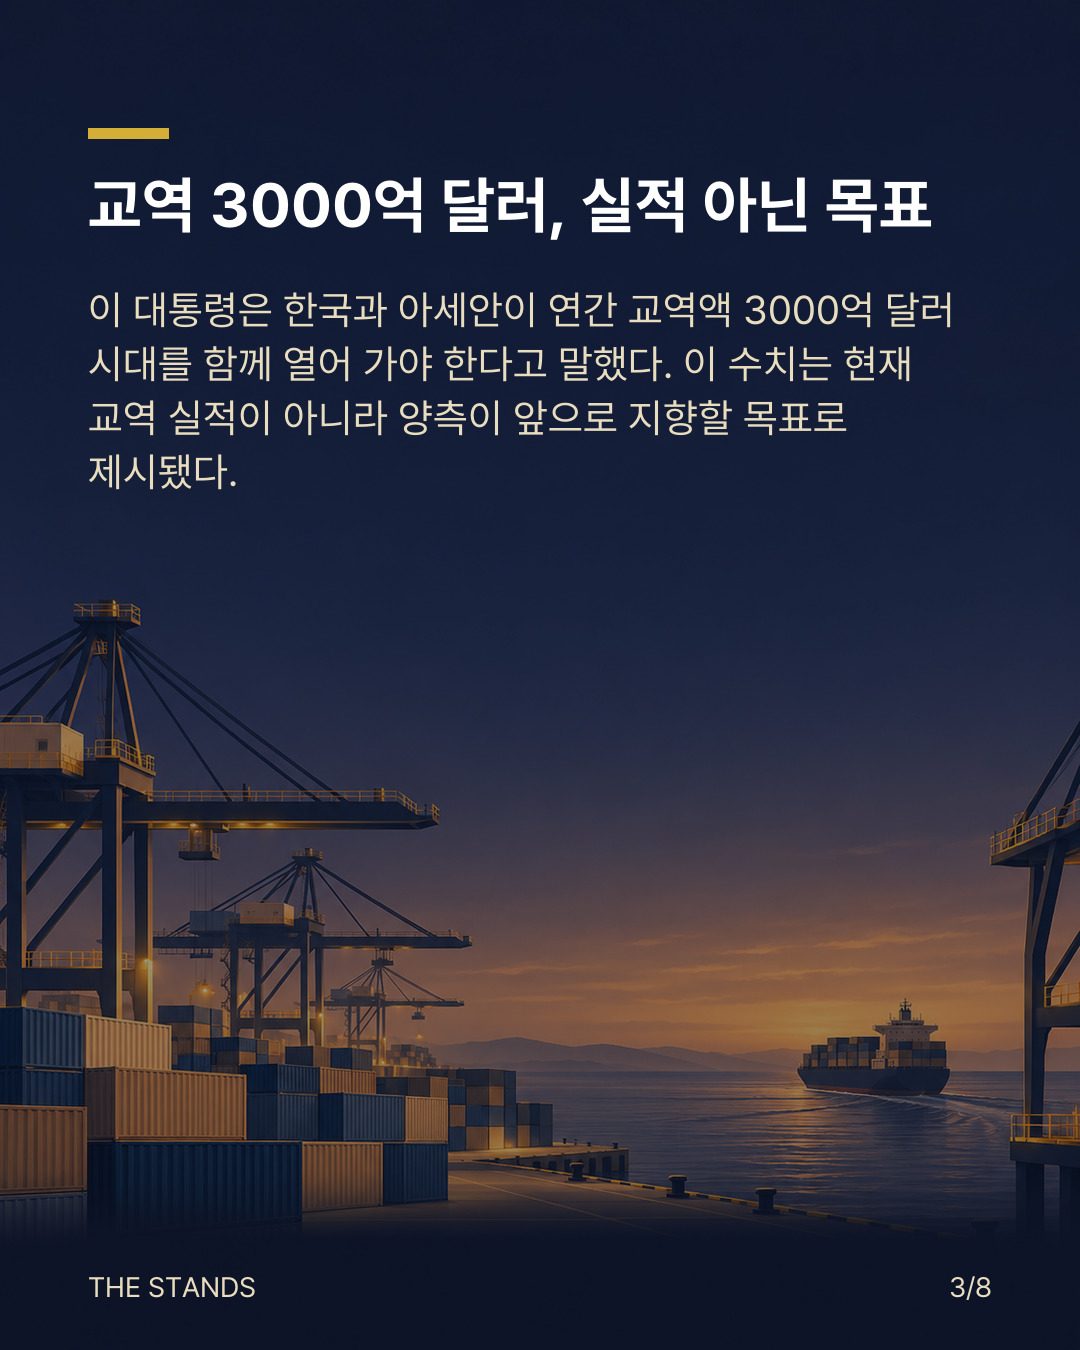 교역 3000억 달러, 실적 아닌 목표
이 대통령은 한국과 아세안이 연간 교역액 3000억 달러
시대를 함께 열어 가야 한다고 말했다. 이 수치는 현재
교역 실적이 아니라 양측이 앞으로 지향할 목표로
제시됐다.
THE STANDS
3/8